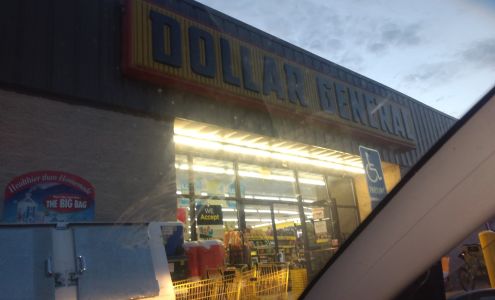 DOLLAR GENERAL
Healthier than Homemade
THE BIG BAG
We
Accept